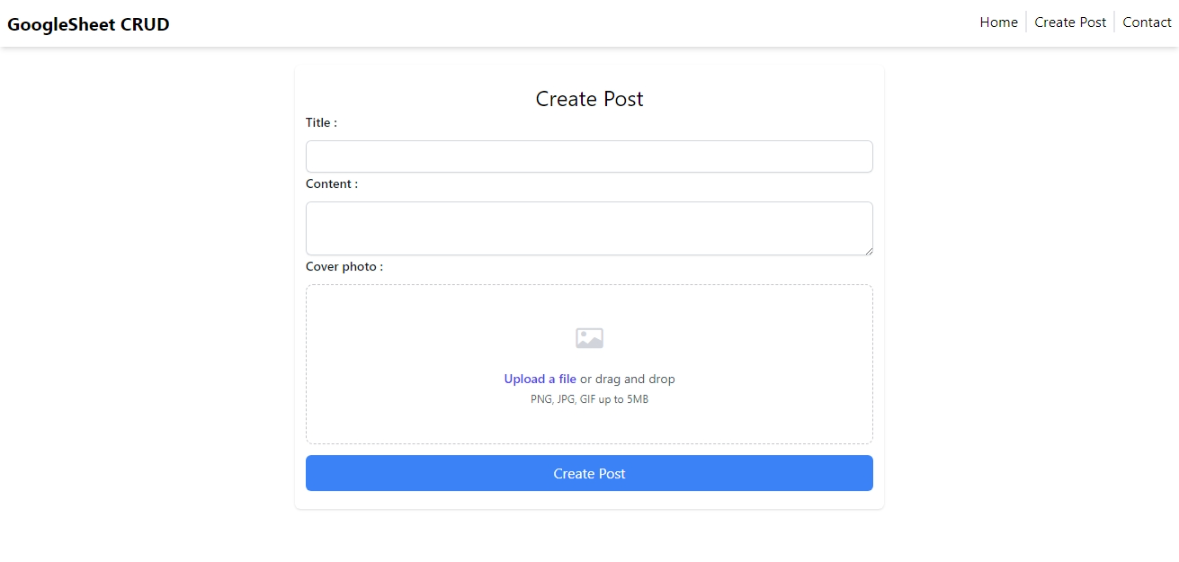 GoogleSheet CRUD
Home Create Post Contact
Create Post
Title :
Content :
Cover photo :
Upload a file or drag and drop
PNG, JPG, GIF up to 5MB
Create Post